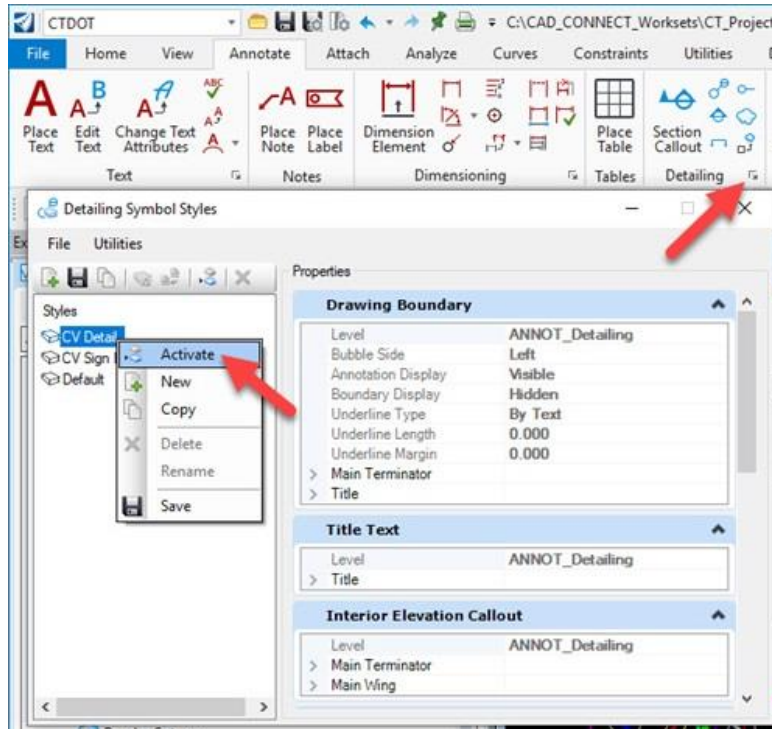 CTDOT C:\CAD_CONNECT_Worksets\CT_Project
File Home View Annotate Attach Analyze Curves Constraints Utilities
A A B A ABC A A A
Place Text Edit Text Change Text Attributes Place Note Place Label Dimension Element Place Table Section Callout
Text Notes Dimensioning Tables Detailing
Detailing Symbol Styles
File Utilities
Properties
Styles
CV Detail
CV Sign
Default
Activate
New
Copy
Delete
Rename
Save
Drawing Boundary
Level ANNOT_Detailing
Bubble Side Left
Annotation Display Visible
Boundary Display Hidden
Underline Type By Text
Underline Length 0.000
Underline Margin 0.000
Main Terminator
Title
Title Text
Level ANNOT_Detailing
Title
Interior Elevation Callout
Level ANNOT_Detailing
Main Terminator
Main Wing